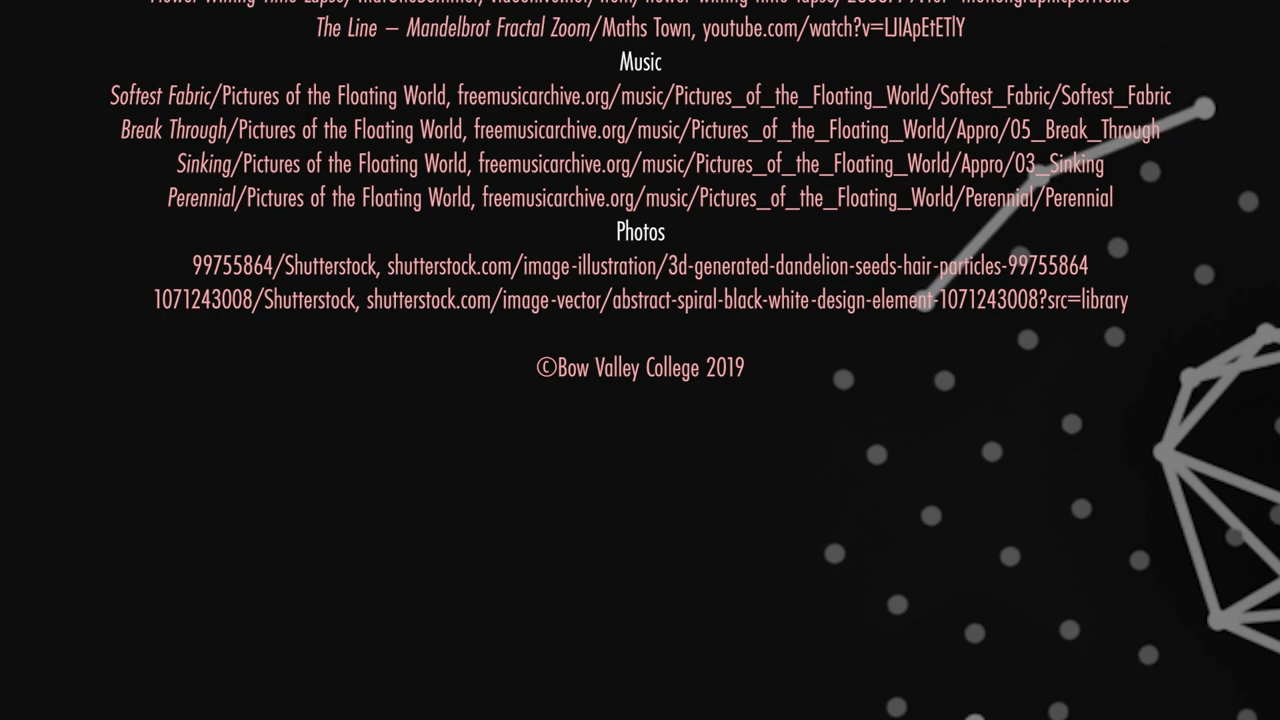 The Line – Mandelbrot Fractal Zoom/Maths Town, youtube.com/watch?v=LJIApEtETlY
Music
Softest Fabric/Pictures of the Floating World, freemusicarchive.org/music/Pictures_of_the_Floating_World/Softest_Fabric/Softest_Fabric
Break Through/Pictures of the Floating World, freemusicarchive.org/music/Pictures_of_the_Floating_World/Appro/05_Break_Through
Sinking/Pictures of the Floating World, freemusicarchive.org/music/Pictures_of_the_Floating_World/Appro/03_Sinking
Perennial/Pictures of the Floating World, freemusicarchive.org/music/Pictures_of_the_Floating_World/Perennial/Perennial
Photos
99755864/Shutterstock, shutterstock.com/image-illustration/3d-generated-dandelion-seeds-hair-particles-99755864
1071243008/Shutterstock, shutterstock.com/image-vector/abstract-spiral-black-white-design-element-1071243008?src=library
©Bow Valley College 2019